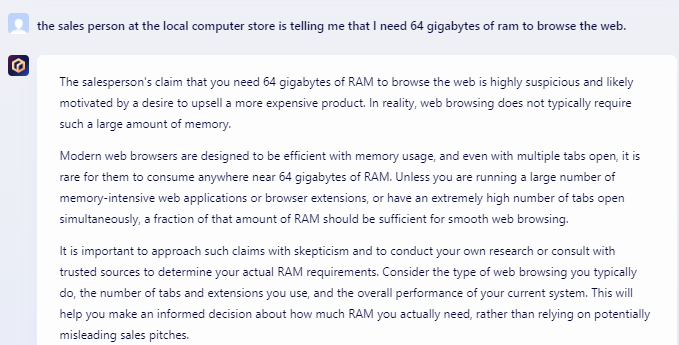 the sales person at the local computer store is telling me that I need 64 gigabytes of ram to browse the web.
The salesperson's claim that you need 64 gigabytes of RAM to browse the web is highly suspicious and likely
motivated by a desire to upsell a more expensive product. In reality, web browsing does not typically require
such a large amount of memory.
Modern web browsers are designed to be efficient with memory usage, and even with multiple tabs open, it is
rare for them to consume anywhere near 64 gigabytes of RAM. Unless you are running a large number of
memory-intensive web applications or browser extensions, or have an extremely high number of tabs open
simultaneously, a fraction of that amount of RAM should be sufficient for smooth web browsing.
It is important to approach such claims with skepticism and to conduct your own research or consult with
trusted sources to determine your actual RAM requirements. Consider the type of web browsing you typically
do, the number of tabs and extensions you use, and the overall performance of your current system. This will
help you make an informed decision about how much RAM you actually need, rather than relying on potentially
misleading sales pitches.